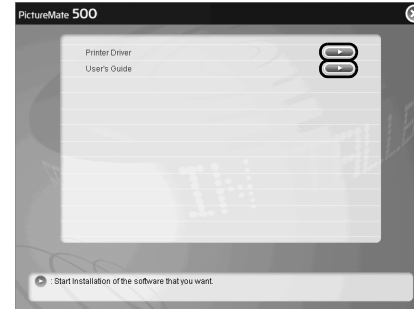 PictureMate 500
Printer Driver
User's Guide
: Start Installation of the software that you want.